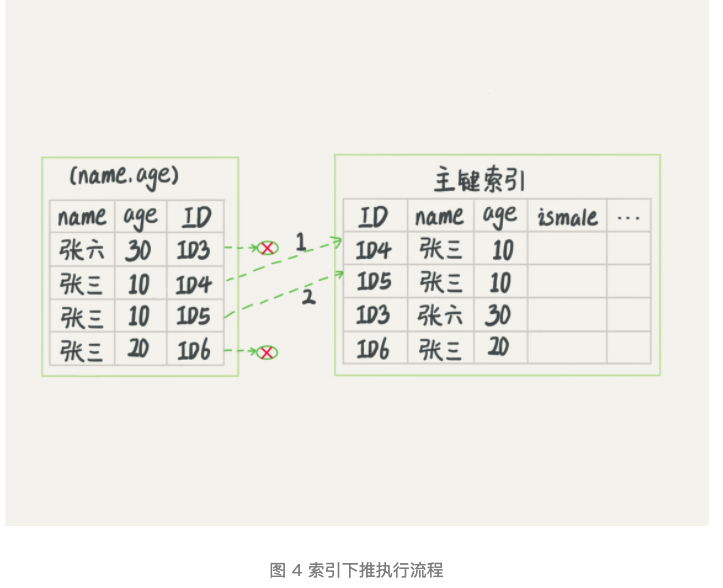 (name.age)
name age ID
张六 30 ID3
张三 10 ID4
张三 10 ID5
张三 20 ID6
1
2
主键索引
ID name age ismale ...
ID4 张三 10
ID5 张三 10
ID3 张六 30
ID6 张三 20
图 4 索引下推执行流程